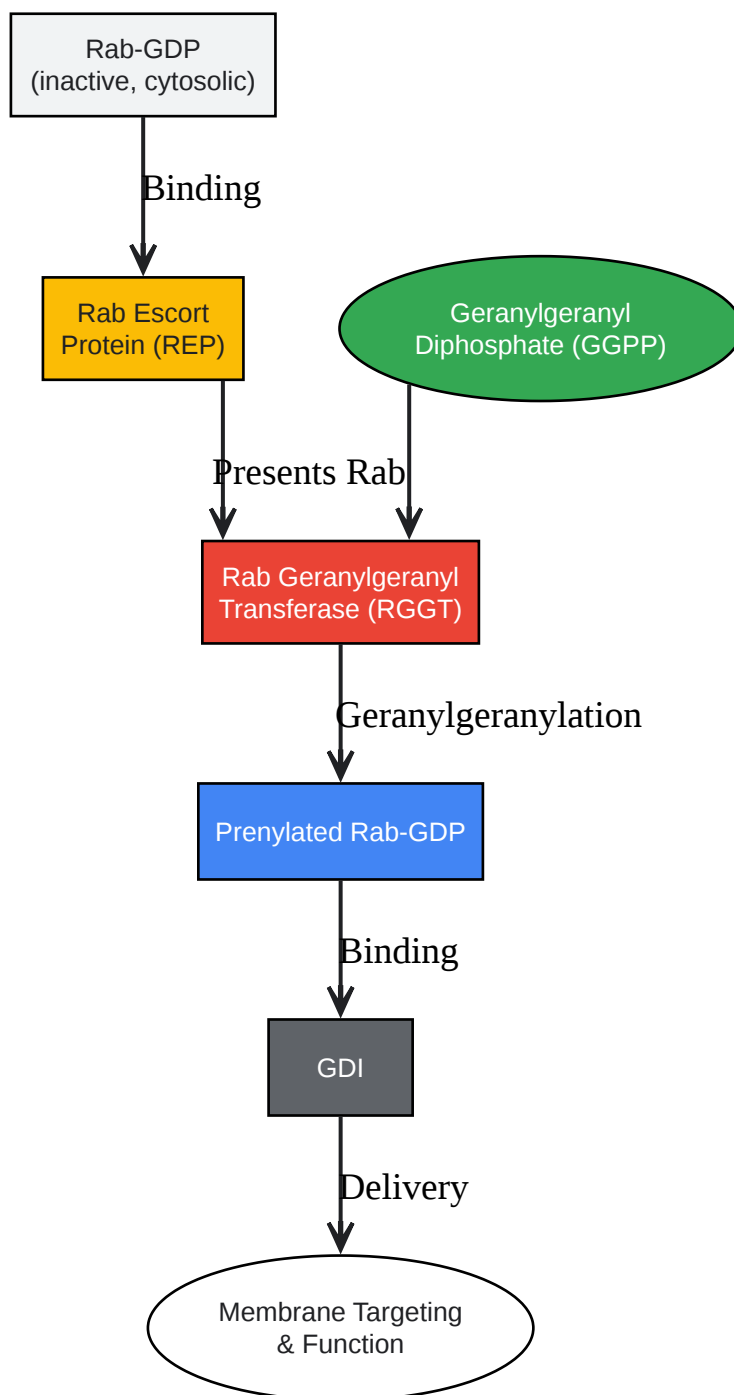 Rab-GDP
(inactive, cytosolic)
Binding
Rab Escort
Protein (REP)
Geranylgeranyl
Diphosphate (GGPP)
Presents Rab
Rab Geranylgeranyl
Transferase (RGGT)
Geranylgeranylation
Prenylated Rab-GDP
Binding
GDI
Delivery
Membrane Targeting
& Function